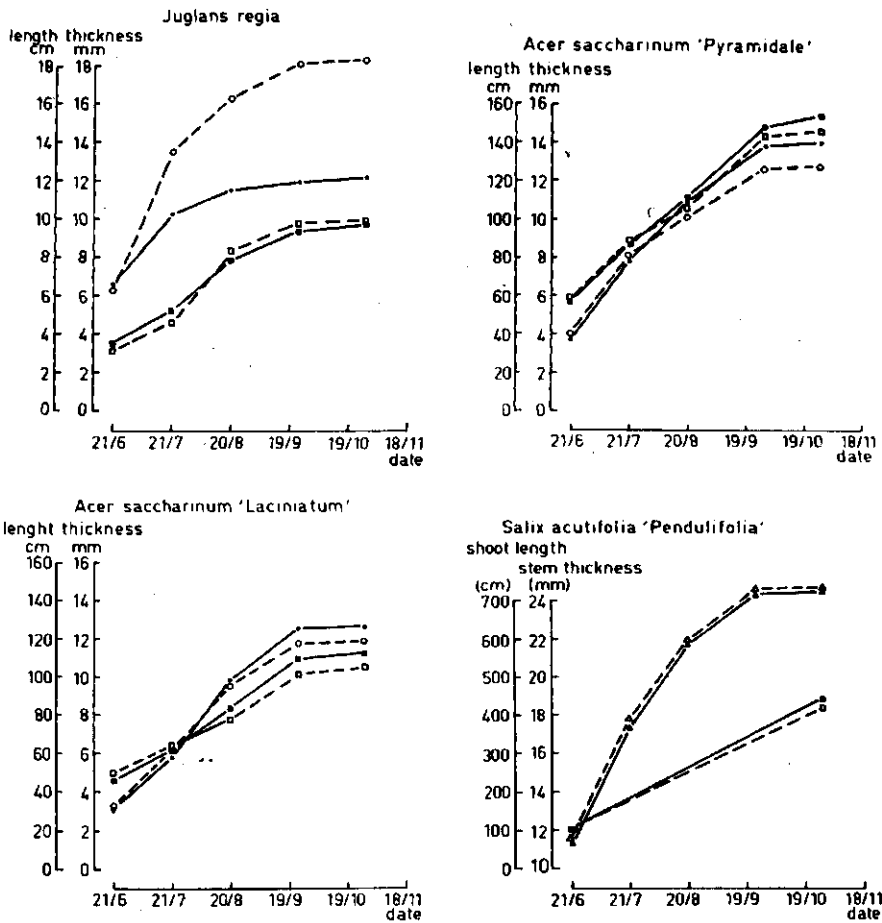 Juglans regia
length thickness
cm mm
18 18
16 16
14 14
12 12
10 10
8 8
6 6
4 4
2 2
0 0
21/6 21/7 20/8 19/9 19/10 18/11
date
Acer saccharinum 'Pyramidale'
length thickness
cm mm
160 16
140 14
120 12
100 10
80 8
60 6
40 4
20 2
0 0
21/6 21/7 20/8 19/9 19/10 18/11
date
Acer saccharinum 'Laciniatum'
lenght thickness
cm mm
160 16
140 14
120 12
100 10
80 8
60 6
40 4
20 2
0 0
21/6 21/7 20/8 19/9 19/10 18/11
date
Salix acutifolia 'Pendulifolia'
shoot length
stem thickness
(cm) (mm)
700 24
600 22
500 20
400 18
300 16
200 14
100 12
0 10
21/6 21/7 20/8 19/9 19/10 18/11
date